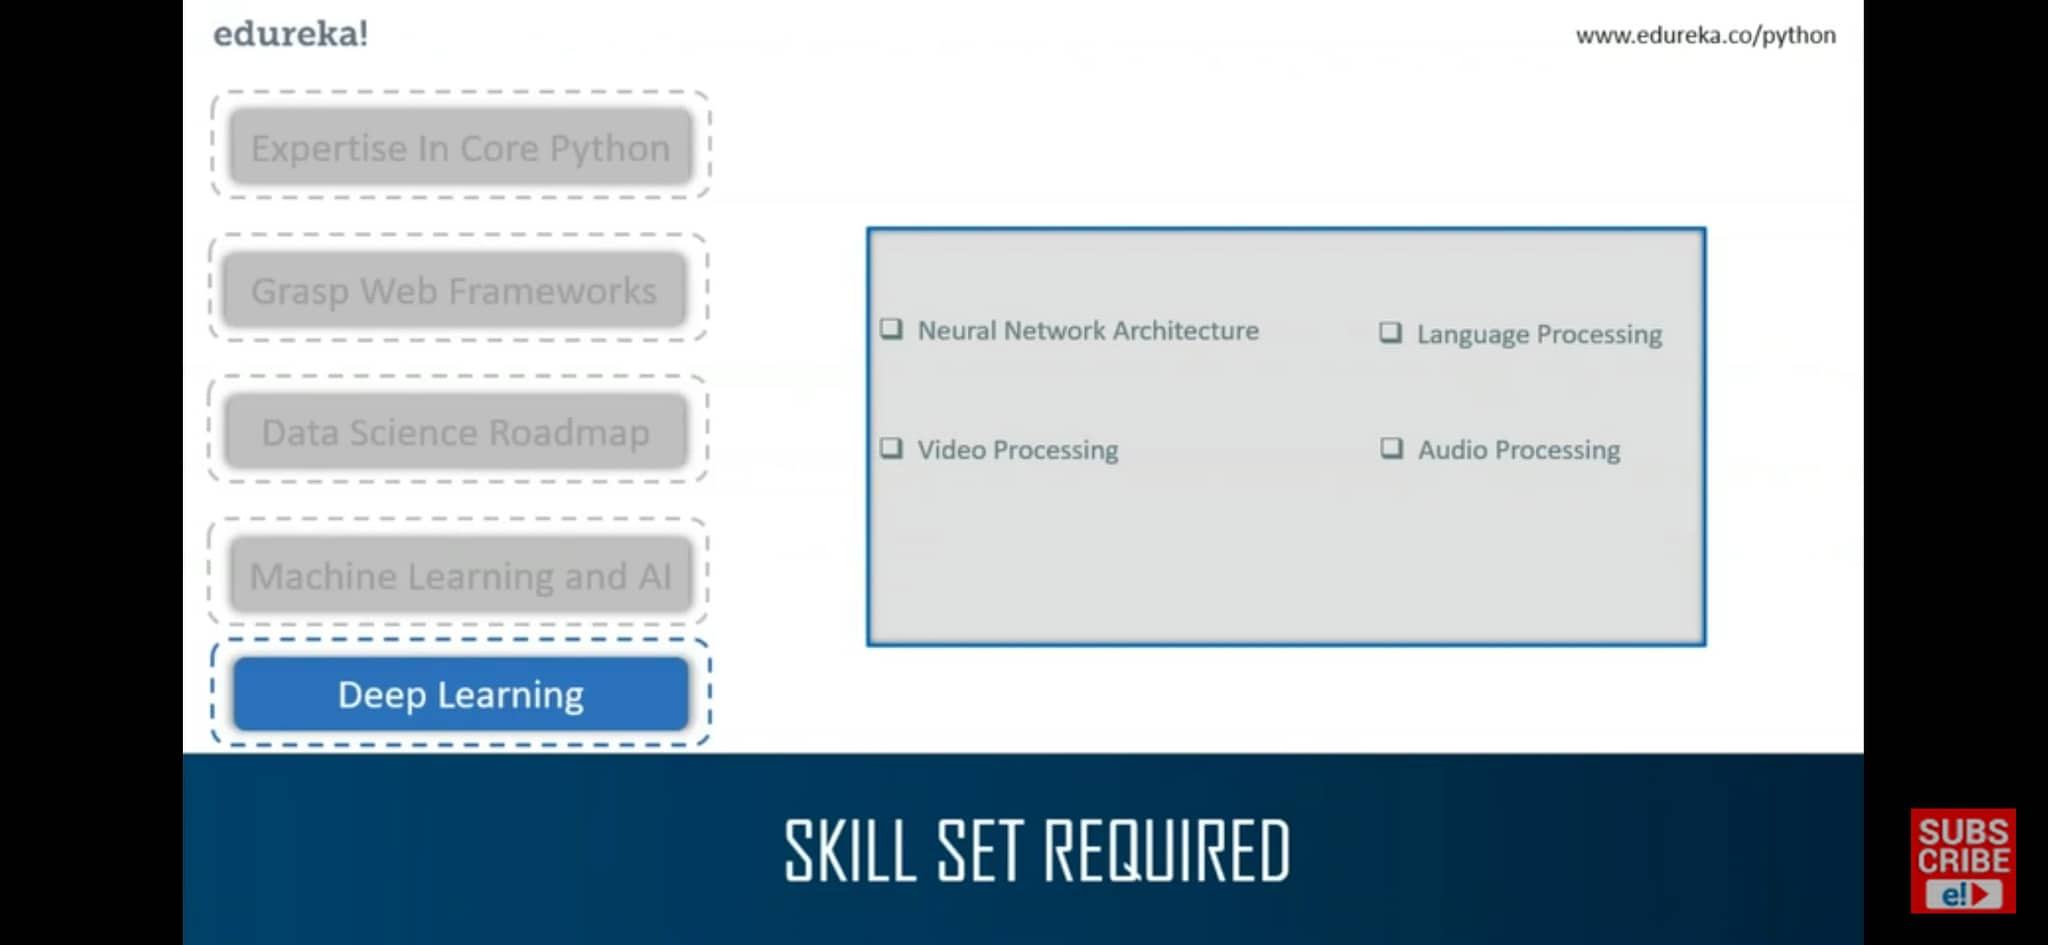 edureka!
www.edureka.co/python
Expertise In Core Python
Grasp Web Frameworks
Data Science Roadmap
Machine Learning and AI
Deep Learning
❑ Neural Network Architecture
❑ Language Processing
❑ Video Processing
❑ Audio Processing
SKILL SET REQUIRED
SUBS
CRIBE
e!